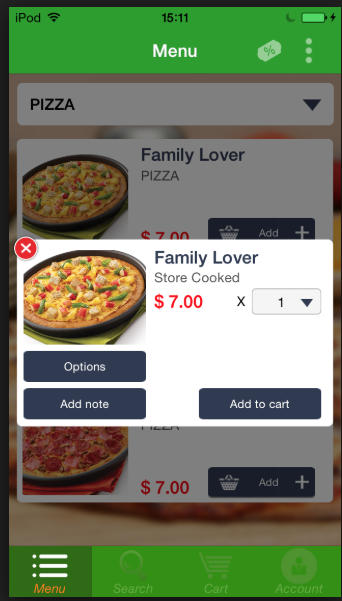 iPod 15:11
Menu %
PIZZA
Family Lover
PIZZA
$ 7.00 Add +
Family Lover
Store Cooked
$ 7.00 X 1
Options
Add note Add to cart
PIZZA
$ 7.00 Add +
Menu Search Cart Account